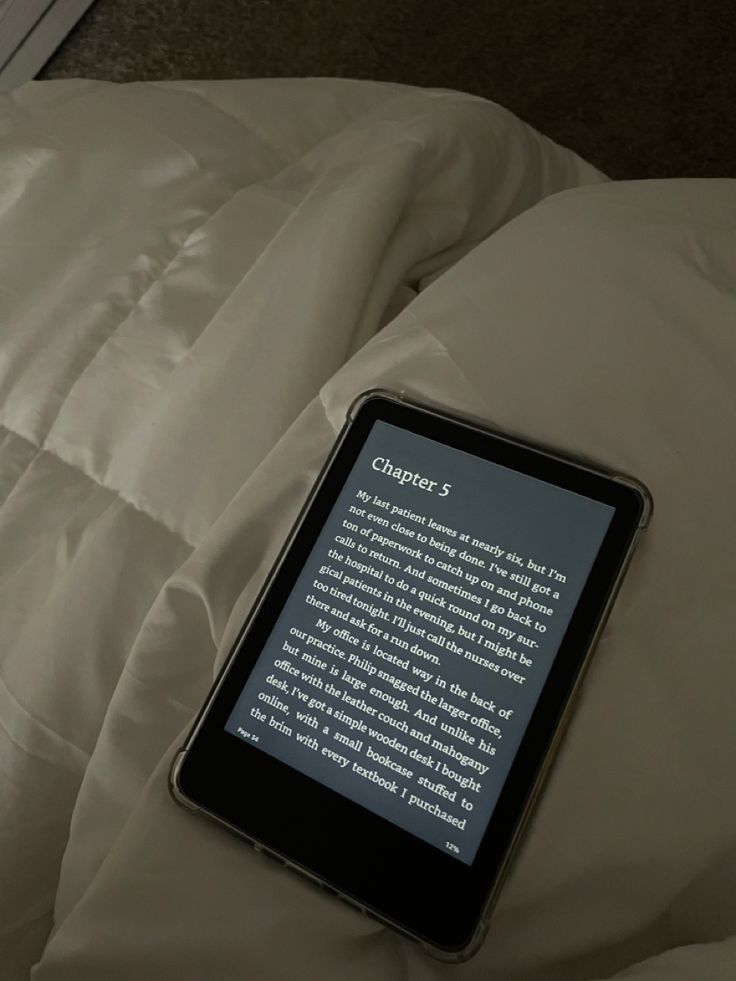 Chapter 5
My last patient leaves at nearly six, but I'm
not even close to being done. I've still got a
ton of paperwork to catch up on and phone
calls to return. And sometimes I go back to
the hospital to do a quick round on my sur-
gical patients in the evening, but I might be
too tired tonight. I'll just call the nurses over
there and ask for a run down.
My office is located way in the back of
our practice. Philip snagged the larger office,
but mine is large enough. And unlike his
office with the leather couch and mahogany
desk, I've got a simple wooden desk I bought
online, with a small bookcase stuffed to
the brim with every textbook I purchased
Page 34
12%